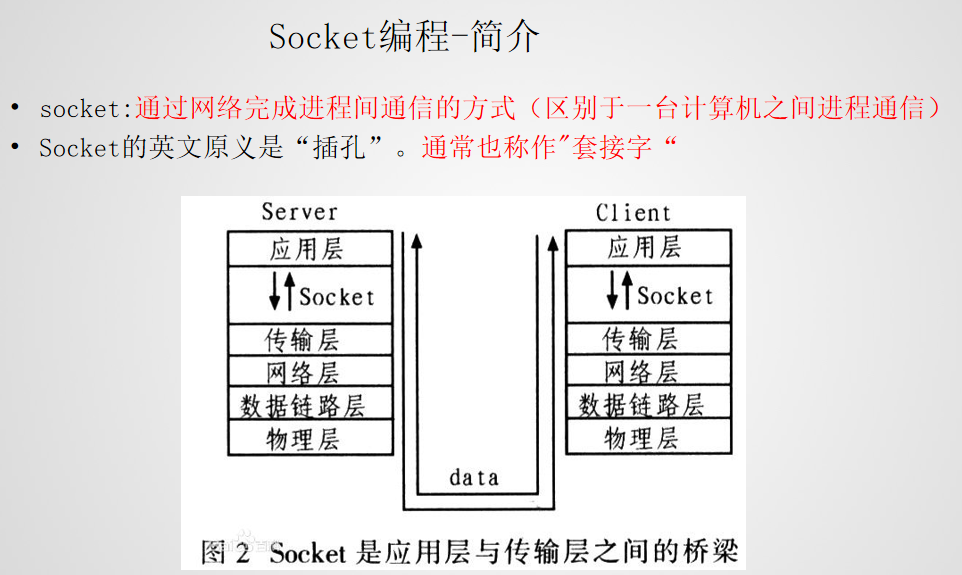 Socket编程-简介
• socket:通过网络完成进程间通信的方式（区别于一台计算机之间进程通信）
• Socket的英文原义是“插孔”。通常也称作"套接字“
Server
Client
应用层
应用层
Socket
Socket
传输层
传输层
网络层
网络层
数据链路层
数据链路层
物理层
物理层
data
图 2 Socket 是应用层与传输层之间的桥梁